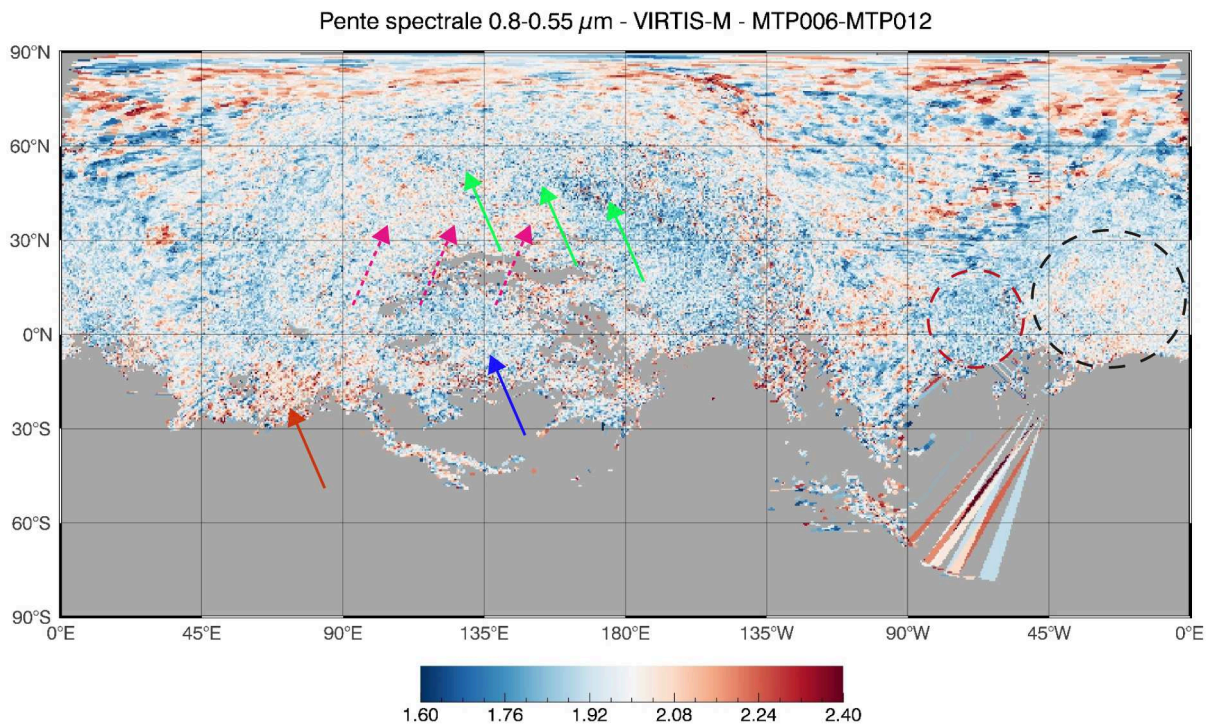 Pente spectrale 0.8-0.55 µm - VIRTIS-M - MTP006-MTP012
90°N
60°N
30°N
0°N
30°S
60°S
90°S
0°E 45°E 90°E 135°E 180°E 135°W 90°W 45°W 0°E
1.60 1.76 1.92 2.08 2.24 2.40